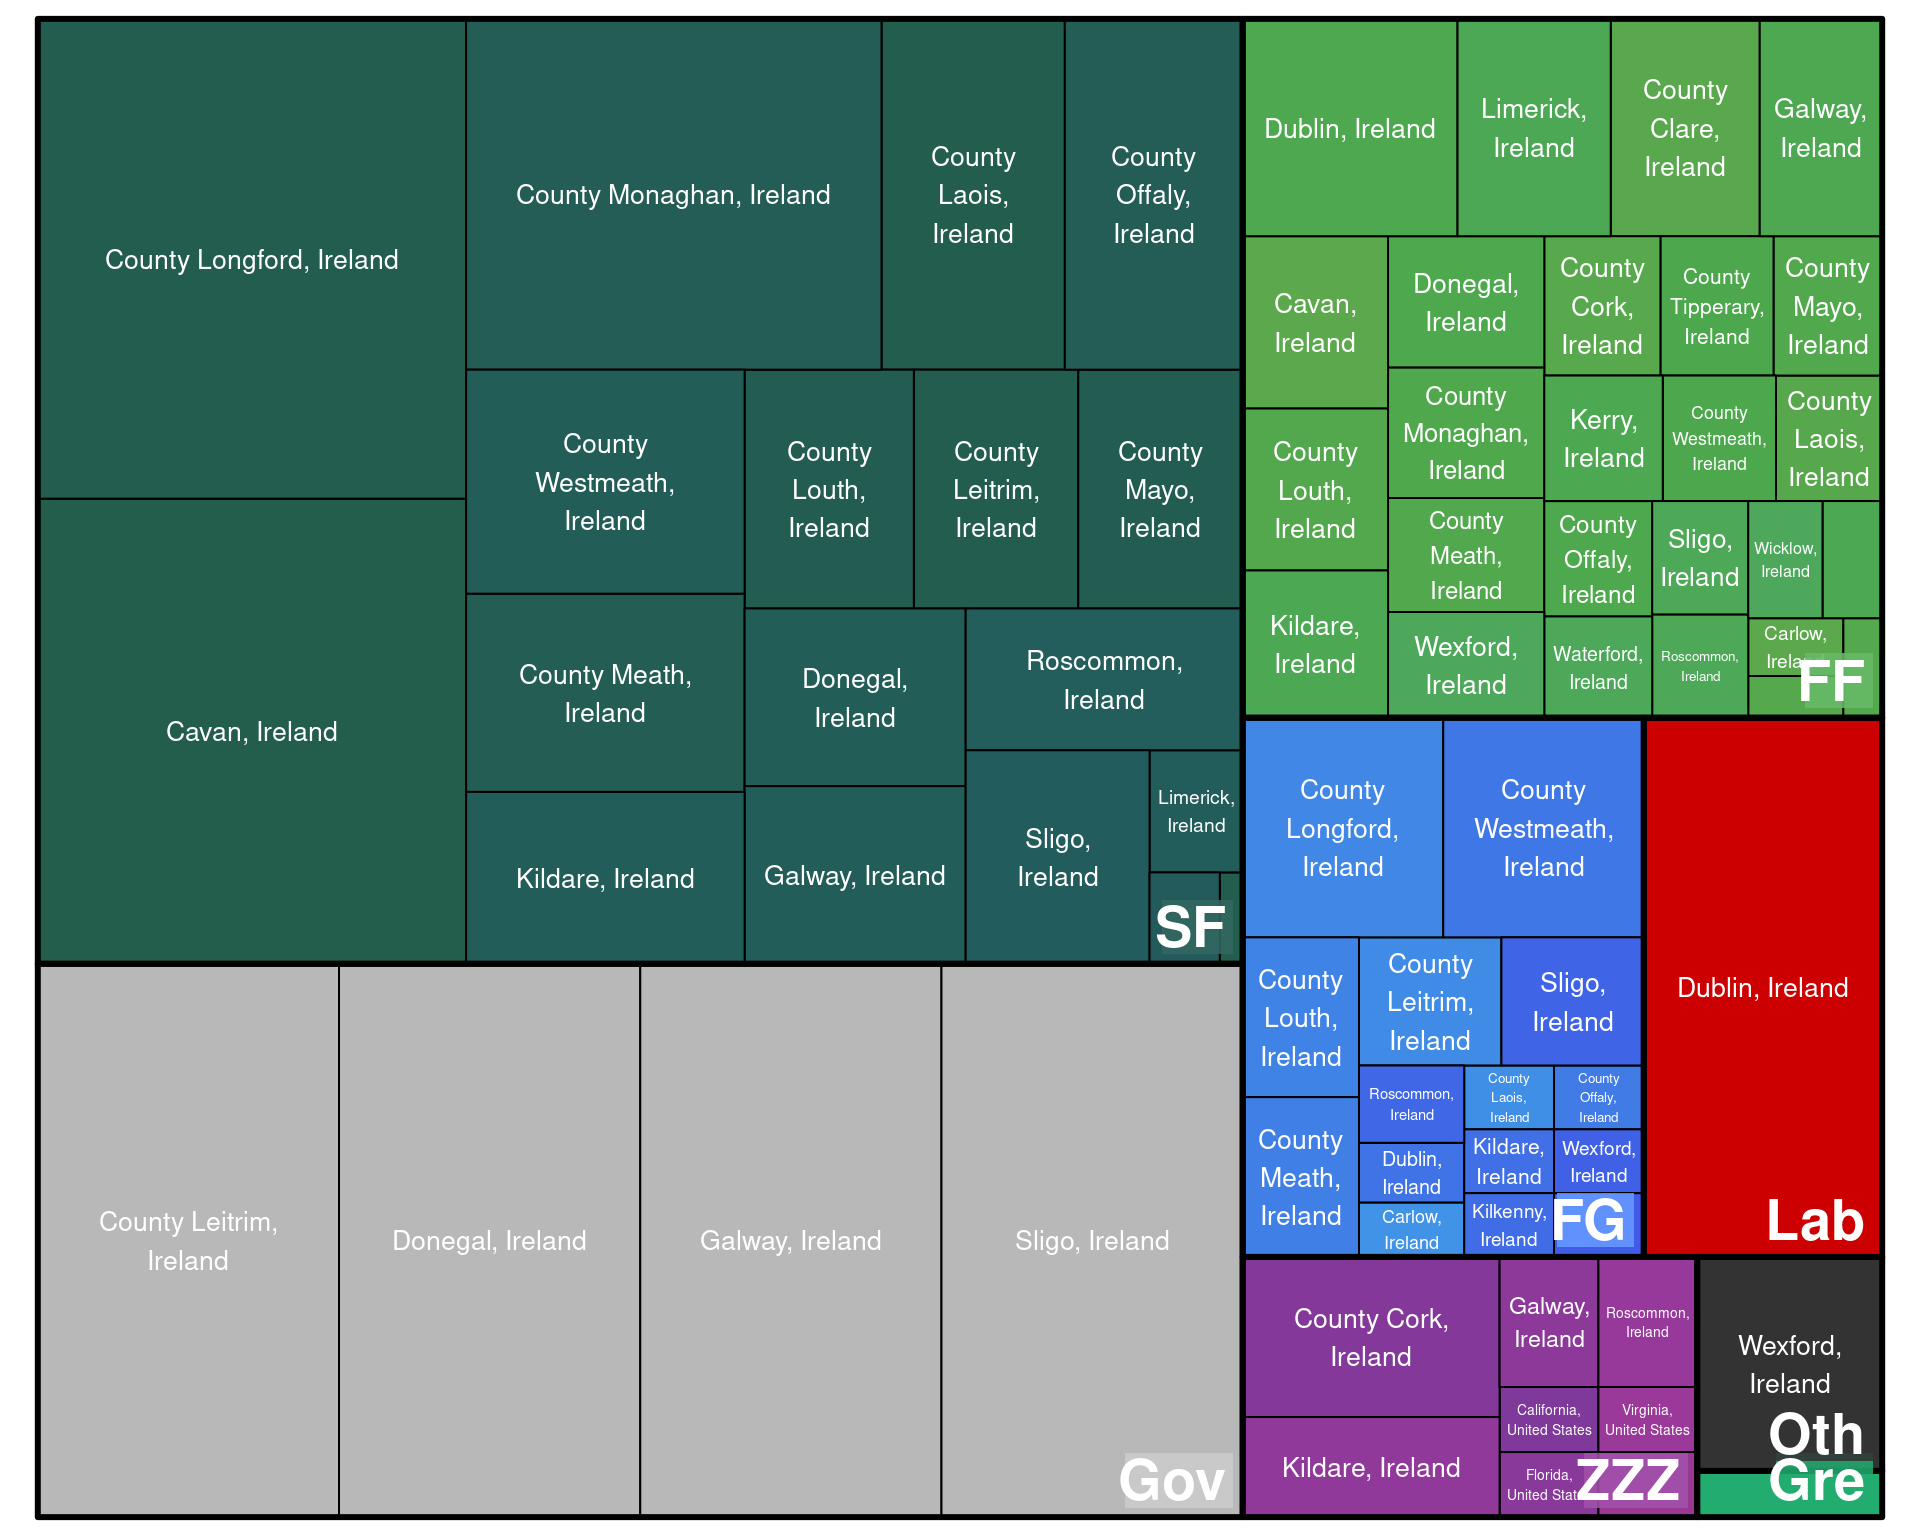 County Longford, Ireland
Cavan, Ireland
County Monaghan, Ireland
County
Laois,
Ireland
County
Offaly,
Ireland
County
Westmeath,
Ireland
County Meath,
Ireland
Kildare, Ireland
County
Louth,
Ireland
County
Leitrim,
Ireland
County
Mayo,
Ireland
Donegal,
Ireland
Galway, Ireland
Roscommon,
Ireland
Sligo,
Ireland
Limerick,
Ireland
SF
County Leitrim,
Ireland
Donegal, Ireland
Galway, Ireland
Sligo, Ireland
Gov
Dublin, Ireland
Limerick,
Ireland
County
Clare,
Ireland
Galway,
Ireland
Cavan,
Ireland
County
Louth,
Ireland
Kildare,
Ireland
Donegal,
Ireland
County
Monaghan,
Ireland
County
Meath,
Ireland
Wexford,
Ireland
County
Cork,
Ireland
County
Tipperary,
Ireland
County
Mayo,
Ireland
Kerry,
Ireland
County
Westmeath,
Ireland
County
Laois,
Ireland
County
Offaly,
Ireland
Waterford,
Ireland
Sligo,
Ireland
Roscommon,
Ireland
Wicklow,
Ireland
Carlow,
Ireland
FF
County
Longford,
Ireland
County
Westmeath,
Ireland
County
Louth,
Ireland
County
Meath,
Ireland
County
Leitrim,
Ireland
Sligo,
Ireland
Roscommon,
Ireland
Dublin,
Ireland
Carlow,
Ireland
County
Laois,
Ireland
County
Offaly,
Ireland
Kildare,
Ireland
Wexford,
Ireland
Kilkenny,
Ireland
FG
Dublin, Ireland
Lab
County Cork,
Ireland
Kildare, Ireland
Galway,
Ireland
Roscommon,
Ireland
California,
United States
Virginia,
United States
Florida,
United States
ZZZ
Wexford,
Ireland
Oth
Gre